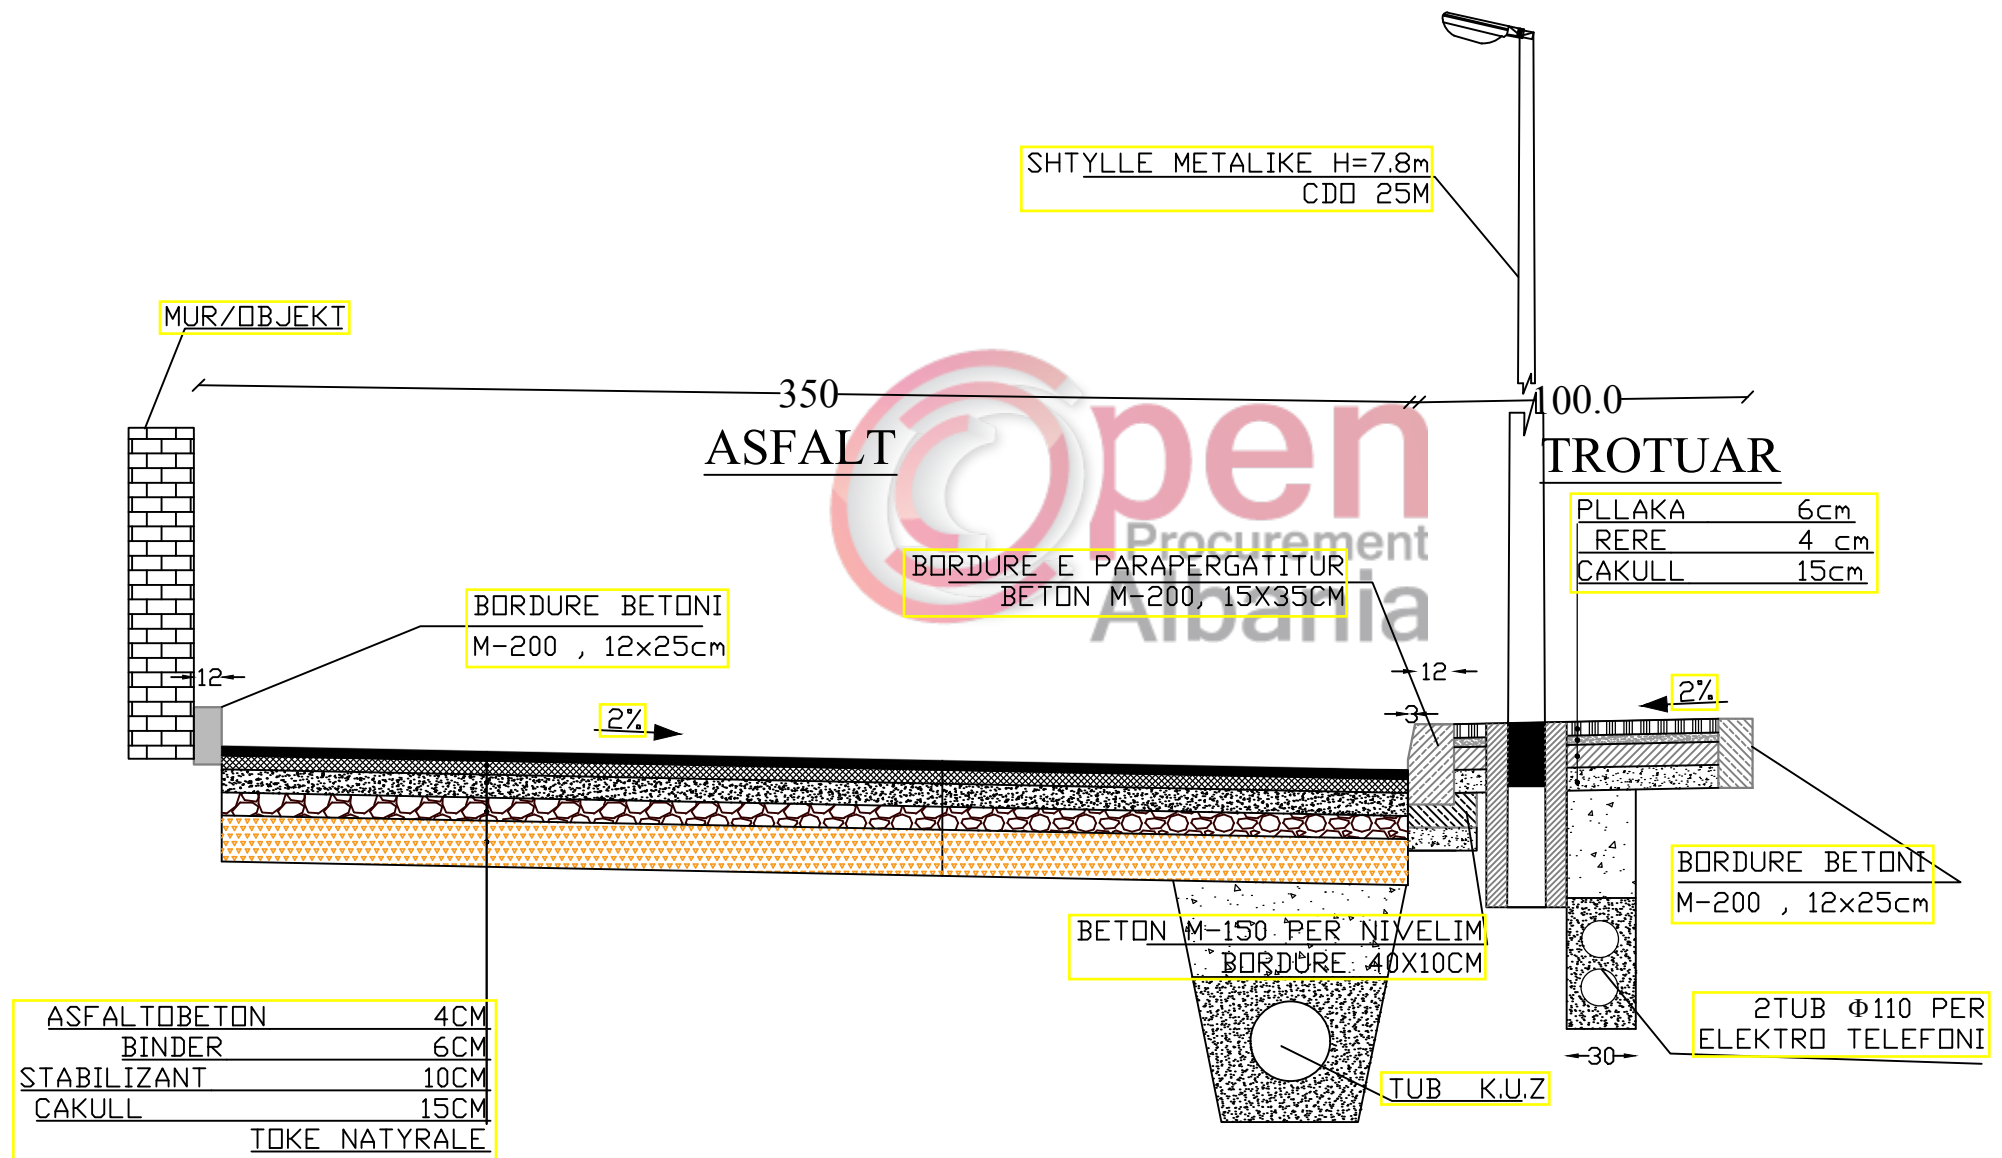 SHTYLLE METALIKE H=7.8m
CDO 25M
MUR/OBJEKT
350
100.0
ASFALT
TROTUAR
Open
Procurement
Albania
PLLAKA 6cm
RERE 4 cm
CAKULL 15cm
BORDURE E PARAPERGATITUR
BETON M-200, 15X35CM
BORDURE BETONI
M-200 , 12x25cm
12
12
3
2%
2%
BORDURE BETONI
M-200 , 12x25cm
BETON M-150 PER NIVELIM
BORDURE 40X10CM
2TUB Φ110 PER
ELEKTRO TELEFONI
30
TUB K.U.Z
ASFALTOBETON 4CM
BINDER 6CM
STABILIZANT 10CM
CAKULL 15CM
TOKE NATYRALE